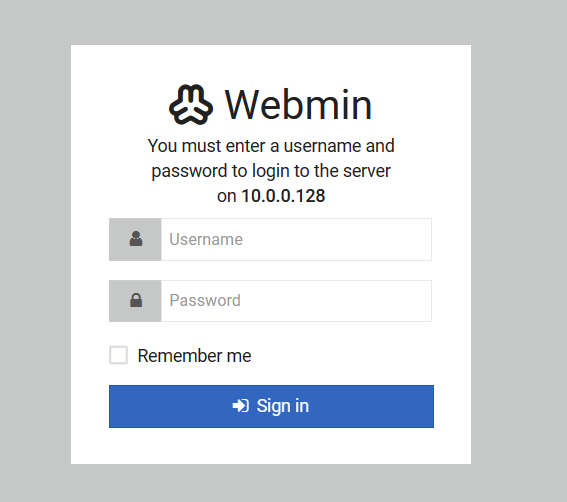 Webmin
You must enter a username and
password to login to the server
on 10.0.0.128
Username
Password
Remember me
Sign in